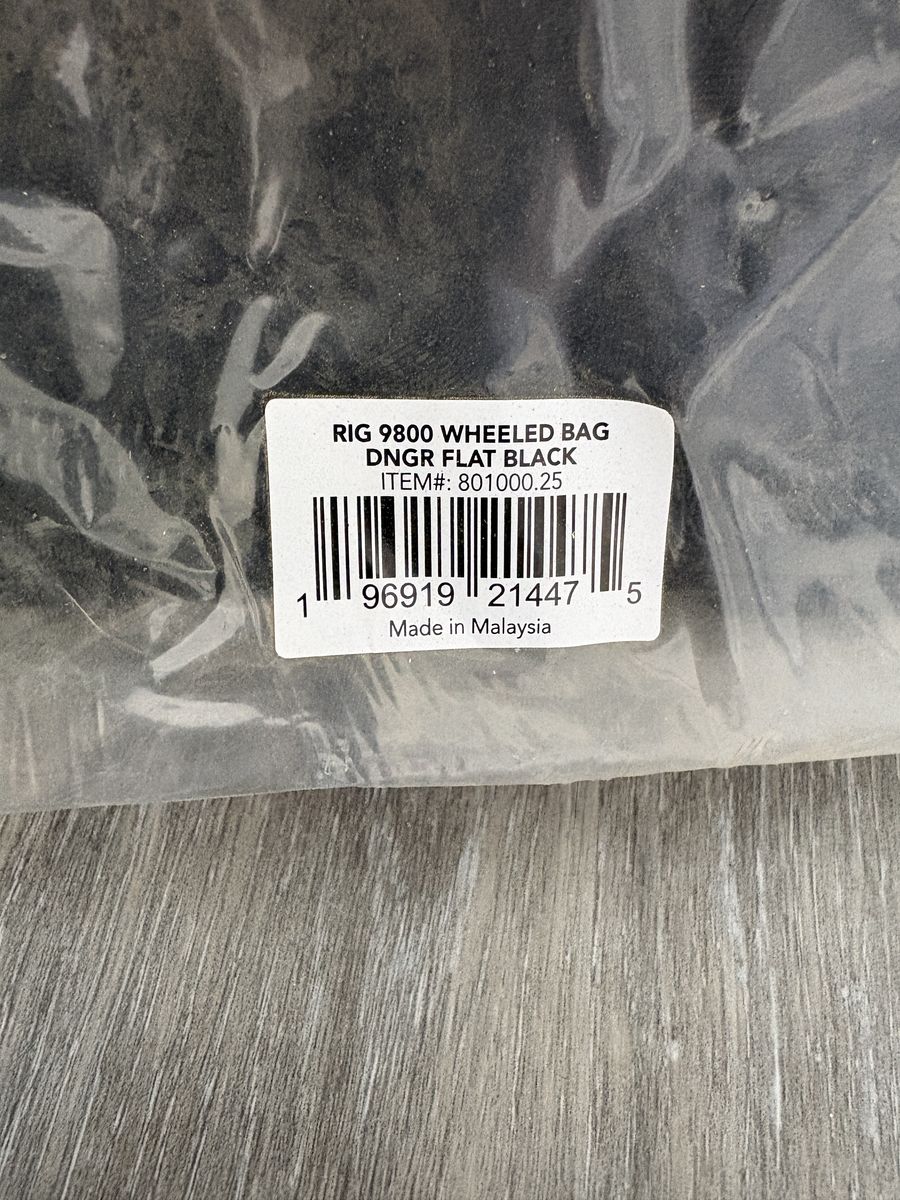 RIG 9800 WHEELED BAG
DNGR FLAT BLACK
ITEM#: 801000.25
1 96919 21447 5
Made in Malaysia